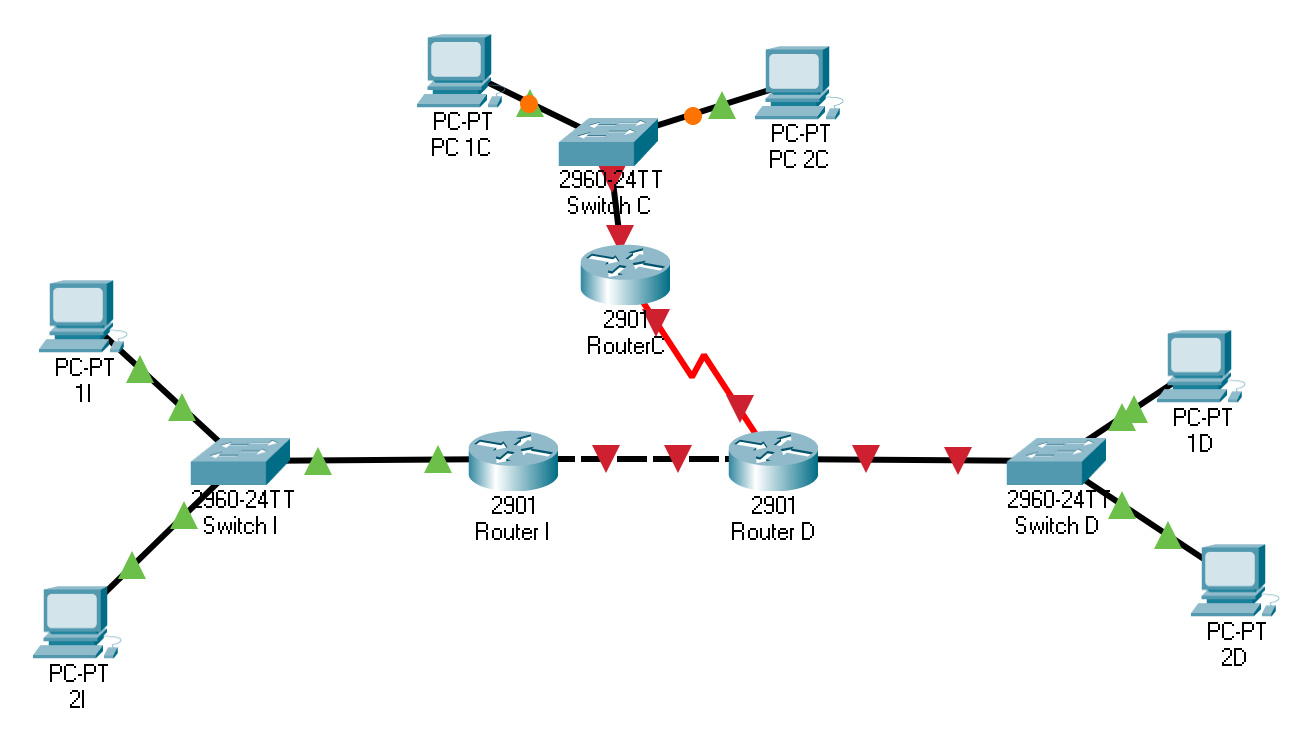 PC-PT
PC 1C
PC-PT
PC 2C
2960-24TT
Switch C
2901
RouterC
PC-PT
1I
PC-PT
1D
2960-24TT
Switch I
2901
Router I
2901
Router D
2960-24TT
Switch D
PC-PT
2D
PC-PT
2I